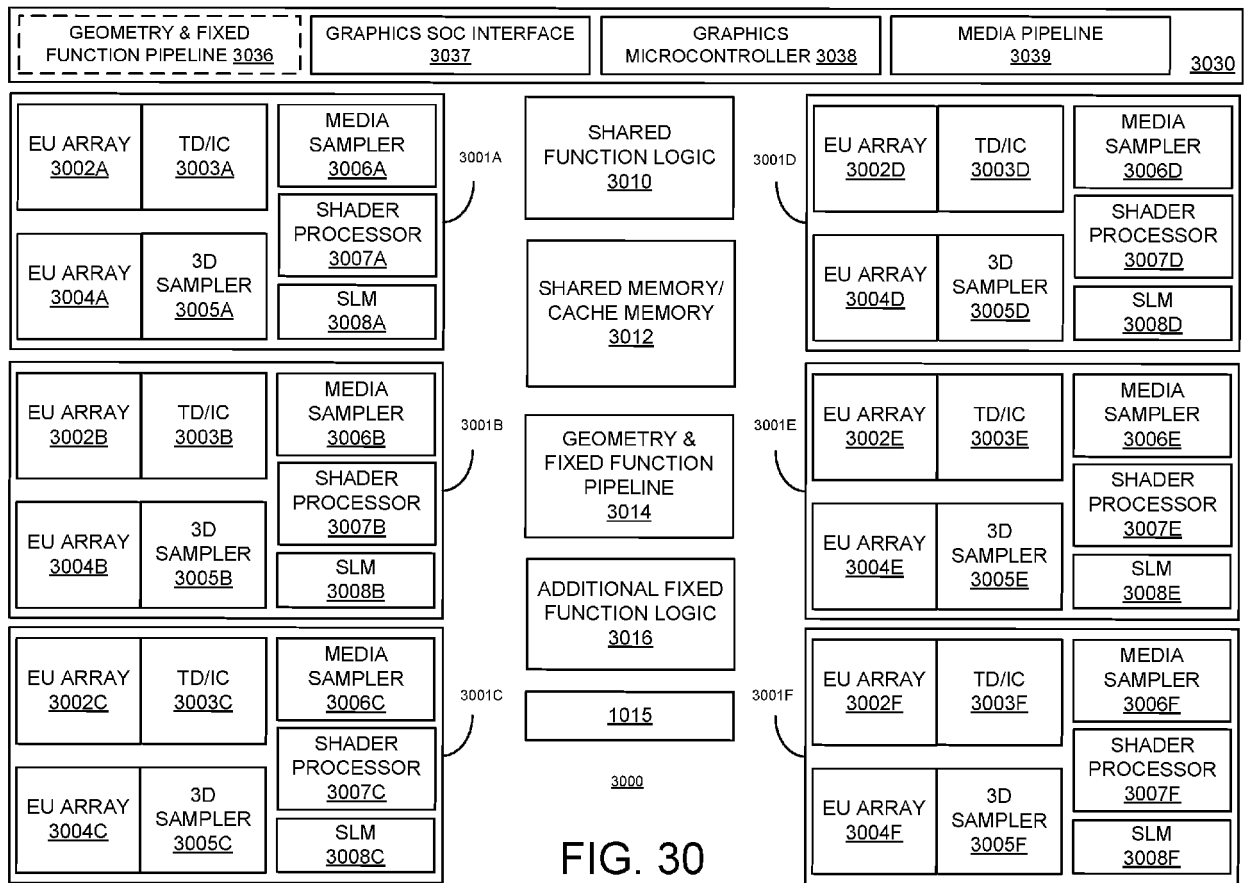 GEOMETRY & FIXED
FUNCTION PIPELINE 3036
GRAPHICS SOC INTERFACE
3037
GRAPHICS
MICROCONTROLLER 3038
MEDIA PIPELINE
3039
3030
EU ARRAY
3002A
TD/IC
3003A
MEDIA
SAMPLER
3006A
EU ARRAY
3004A
3D
SAMPLER
3005A
SHADER
PROCESSOR
3007A
SLM
3008A
3001A
EU ARRAY
3002B
TD/IC
3003B
MEDIA
SAMPLER
3006B
EU ARRAY
3004B
3D
SAMPLER
3005B
SHADER
PROCESSOR
3007B
SLM
3008B
3001B
EU ARRAY
3002C
TD/IC
3003C
MEDIA
SAMPLER
3006C
EU ARRAY
3004C
3D
SAMPLER
3005C
SHADER
PROCESSOR
3007C
SLM
3008C
3001C
SHARED
FUNCTION LOGIC
3010
SHARED MEMORY/
CACHE MEMORY
3012
GEOMETRY &
FIXED FUNCTION
PIPELINE
3014
ADDITIONAL FIXED
FUNCTION LOGIC
3016
1015
3000
3001D
EU ARRAY
3002D
TD/IC
3003D
MEDIA
SAMPLER
3006D
EU ARRAY
3004D
3D
SAMPLER
3005D
SHADER
PROCESSOR
3007D
SLM
3008D
3001E
EU ARRAY
3002E
TD/IC
3003E
MEDIA
SAMPLER
3006E
EU ARRAY
3004E
3D
SAMPLER
3005E
SHADER
PROCESSOR
3007E
SLM
3008E
3001F
EU ARRAY
3002F
TD/IC
3003F
MEDIA
SAMPLER
3006F
EU ARRAY
3004F
3D
SAMPLER
3005F
SHADER
PROCESSOR
3007F
SLM
3008F
FIG. 30